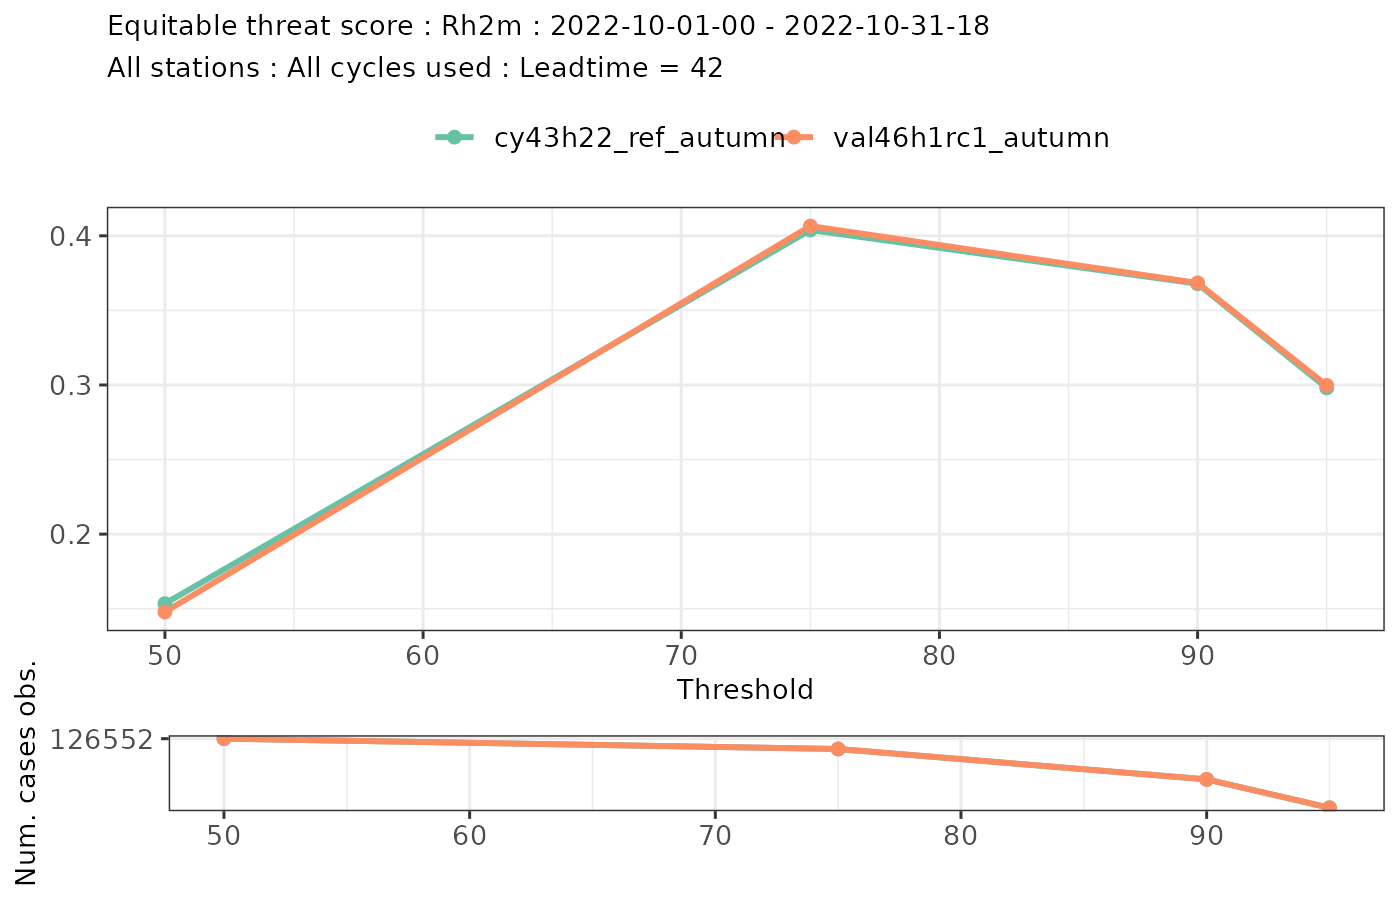 Equitable threat score : Rh2m : 2022-10-01-00 - 2022-10-31-18
All stations : All cycles used : Leadtime = 42
cy43h22_ref_autumn val46h1rc1_autumn
0.4
0.3
0.2
50 60 70 80 90
Threshold
Num. cases obs.
126552
50 60 70 80 90